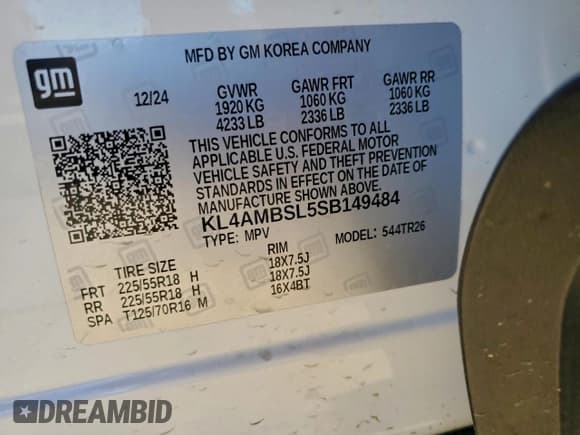 MFD BY GM KOREA COMPANY
gm
12/24
GVWR GAWR FRT GAWR RR
1920 KG 1060 KG 1060 KG
4233 LB 2336 LB 2336 LB
THIS VEHICLE CONFORMS TO ALL
APPLICABLE U.S. FEDERAL MOTOR
VEHICLE SAFETY AND THEFT PREVENTION
STANDARDS IN EFFECT ON THE DATE OF
MANUFACTURE SHOWN ABOVE.
KL4AMBSL5SB149484
TYPE: MPV MODEL: 544TR26
TIRE SIZE RIM
FRT 225/55R18 H 18X7.5J
RR 225/55R18 H 18X7.5J
SPA T125/70R16 M 16X4BT
DREAMBID